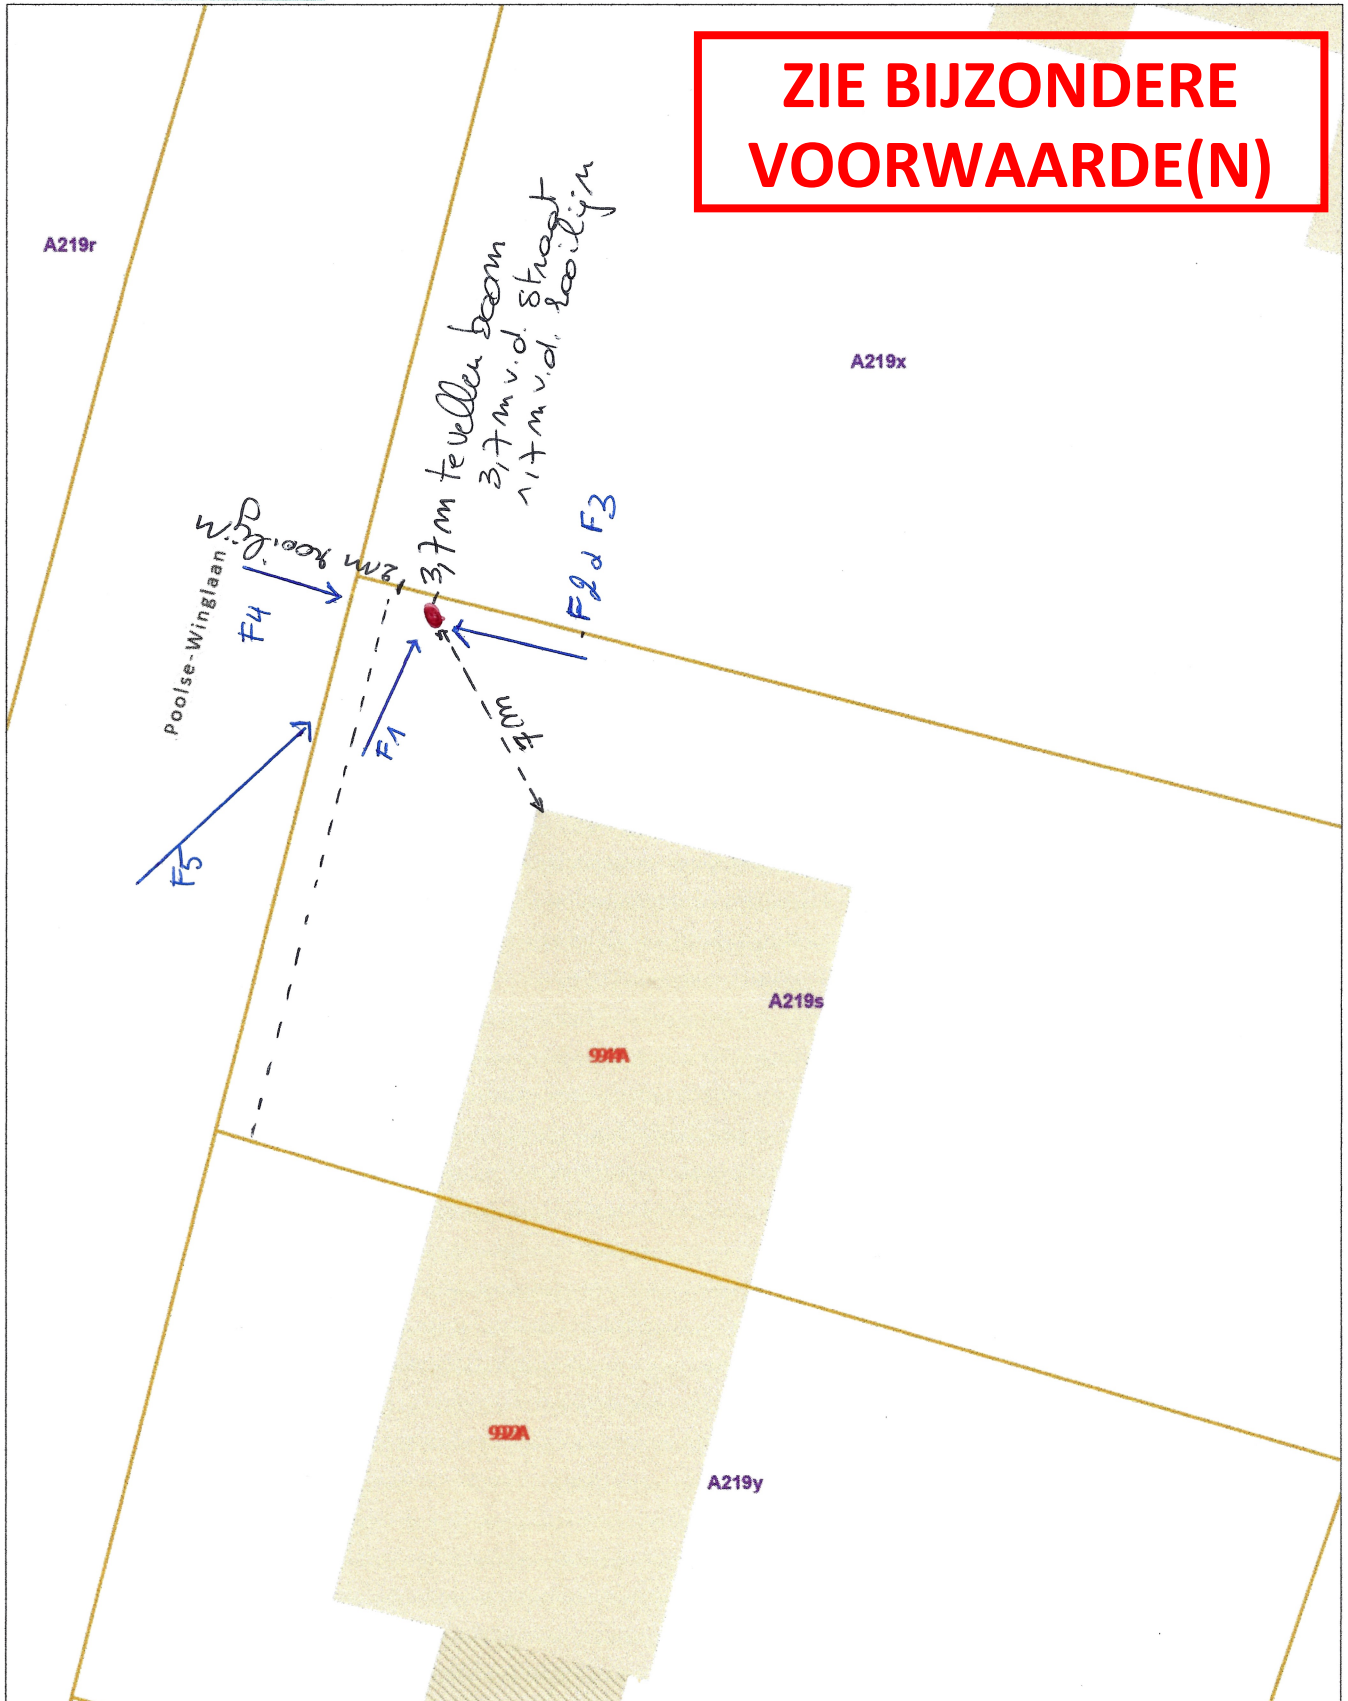 ZIE BIJZONDERE
VOORWAARDE(N)
A219r
A219x
3,7m te vellen boom
3,7m v.d. straat
1,7m v.d. rooilijn
2m rooilijn
Poolse-Winglaan
F4
F2 d F3
F1
7m
F5
A219s
A219y